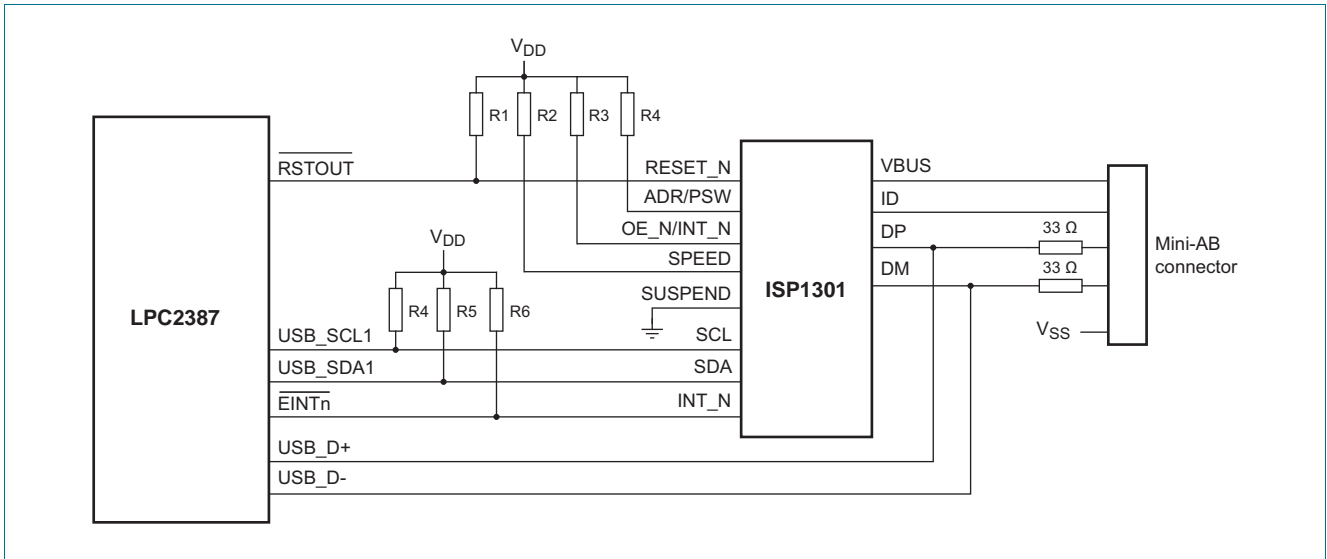 VDD
R1 R2 R3 R4
RSTOUT
RESET_N
ADR/PSW
OE_N/INT_N
SPEED
SUSPEND
SCL
SDA
INT_N
VBUS
ID
DP
DM
33 Ω
33 Ω
VSS
Mini-AB
connector
ISP1301
LPC2387
VDD
R4 R5 R6
USB_SCL1
USB_SDA1
EINTn
USB_D+
USB_D-